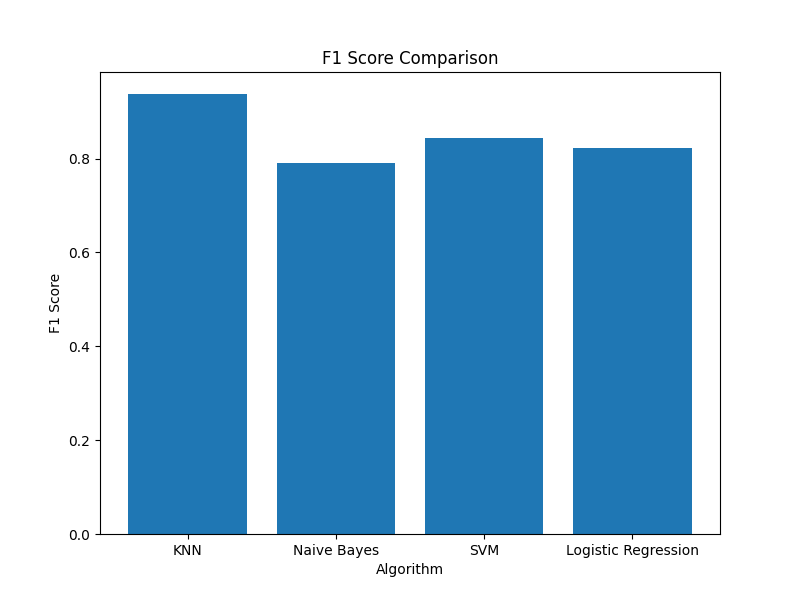 F1 Score Comparison
F1 Score
0.8
0.6
0.4
0.2
0.0
KNN Naive Bayes SVM Logistic Regression
Algorithm